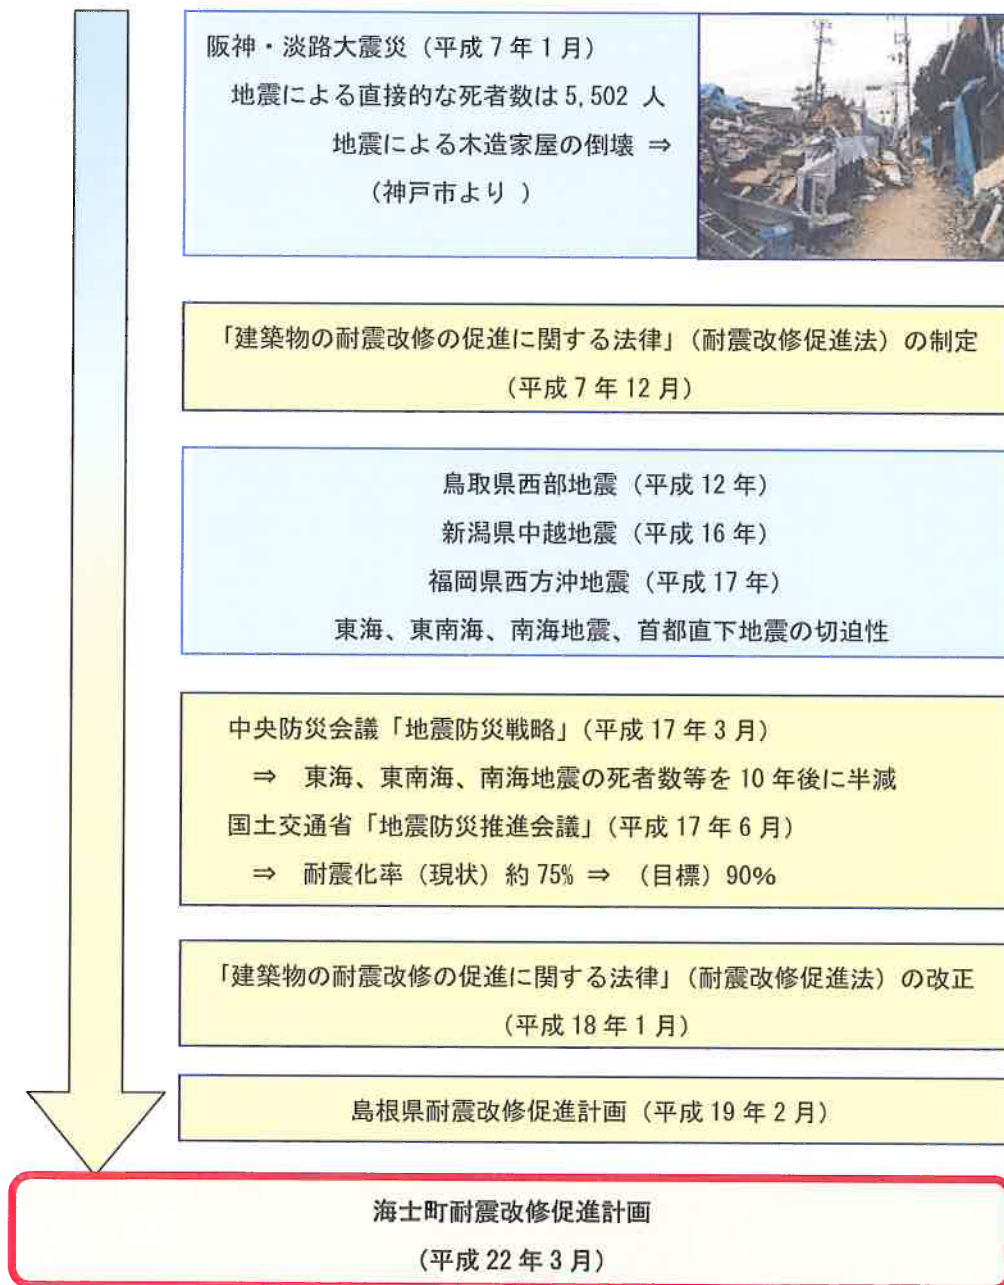 阪神・淡路大震災（平成7年1月）
地震による直接的な死者数は5,502 人
地震による木造家屋の倒壊 ⇒
（神戸市より ）
「建築物の耐震改修の促進に関する法律」（耐震改修促進法）の制定
（平成7年12月）
鳥取県西部地震（平成12年）
新潟県中越地震（平成16年）
福岡県西方沖地震（平成17年）
東海、東南海、南海地震、首都直下地震の切迫性
中央防災会議「地震防災戦略」（平成17年3月）
⇒ 東海、東南海、南海地震の死者数等を10年後に半減
国土交通省「地震防災推進会議」（平成17年6月）
⇒ 耐震化率（現状）約75% ⇒ （目標）90%
「建築物の耐震改修の促進に関する法律」（耐震改修促進法）の改正
（平成18年1月）
島根県耐震改修促進計画（平成19年2月）
海士町耐震改修促進計画
（平成22年3月）